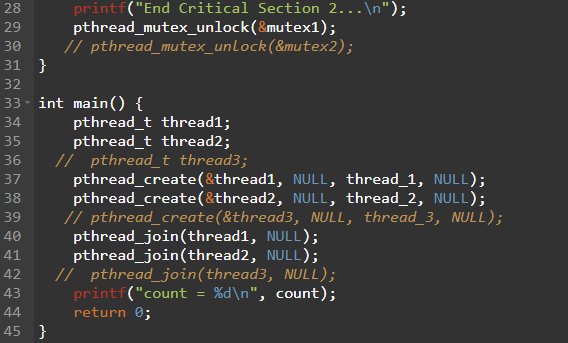 28     printf("End Critical Section 2...\n");
29     pthread_mutex_unlock(&mutex1);
30    // pthread_mutex_unlock(&mutex2);
31 }
32
33 int main() {
34     pthread_t thread1;
35     pthread_t thread2;
36   //  pthread_t thread3;
37     pthread_create(&thread1, NULL, thread_1, NULL);
38     pthread_create(&thread2, NULL, thread_2, NULL);
39    // pthread_create(&thread3, NULL, thread_3, NULL);
40     pthread_join(thread1, NULL);
41     pthread_join(thread2, NULL);
42   //  pthread_join(thread3, NULL);
43     printf("count = %d\n", count);
44     return 0;
45 }